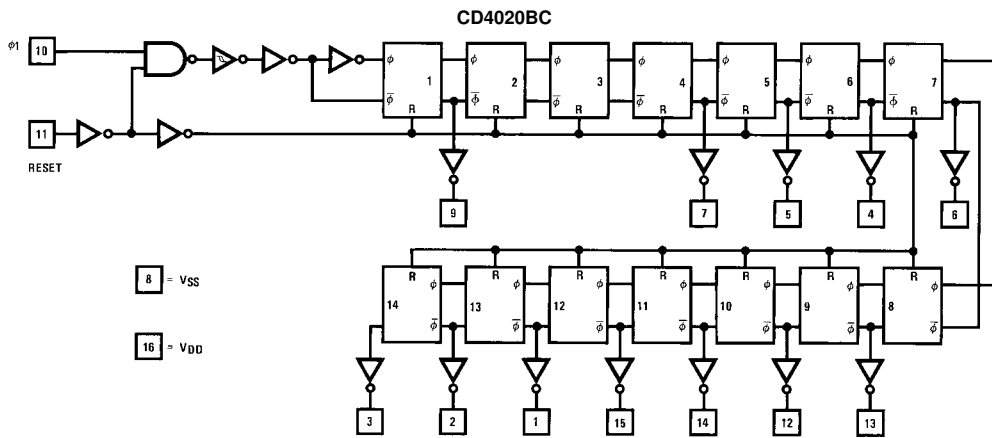 CD4020BC
ϕ1 10
ϕ ϕ ϕ ϕ ϕ ϕ ϕ
1 2 3 4 5 6 7
ϕ̅ ϕ̅ ϕ̅ ϕ̅ ϕ̅ ϕ̅ ϕ̅
R R R R R R R
11
RESET
9 7 5 4 6
R R R R R R R
8 = VSS
ϕ ϕ ϕ ϕ ϕ ϕ ϕ
14 13 12 11 10 9 8
ϕ̅ ϕ̅ ϕ̅ ϕ̅ ϕ̅ ϕ̅ ϕ̅
16 = VDD
3 2 1 15 14 12 13